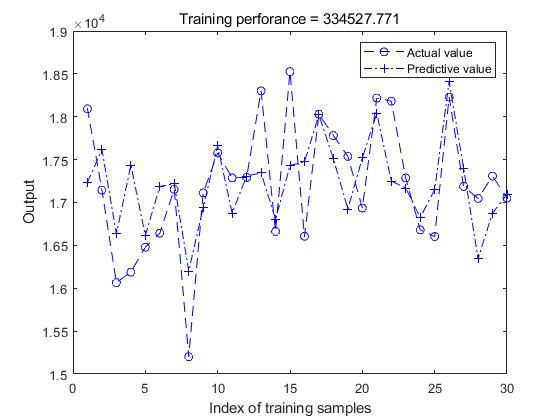 Training perforance = 334527.771
×10⁴
1.9
1.85
1.8
1.75
1.7
1.65
1.6
1.55
1.5
Output
Actual value
Predictive value
0 5 10 15 20 25 30
Index of training samples